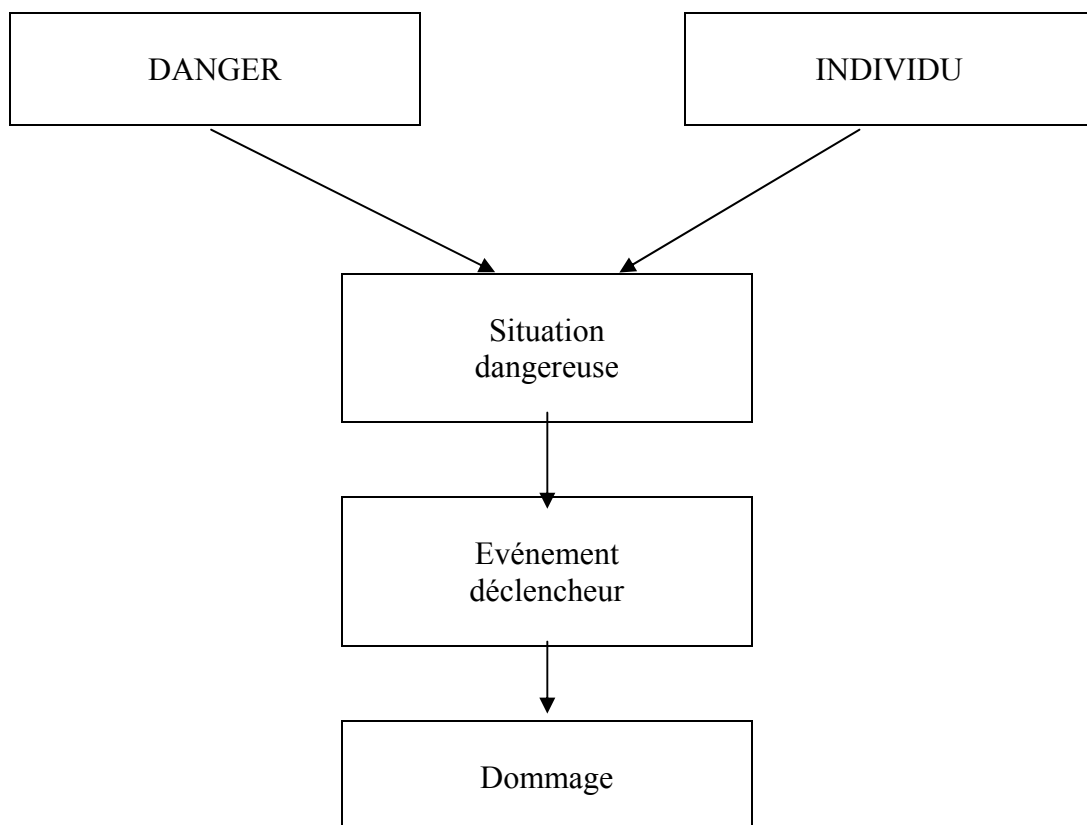 DANGER
INDIVIDU
Situation
dangereuse
Evénement
déclencheur
Dommage